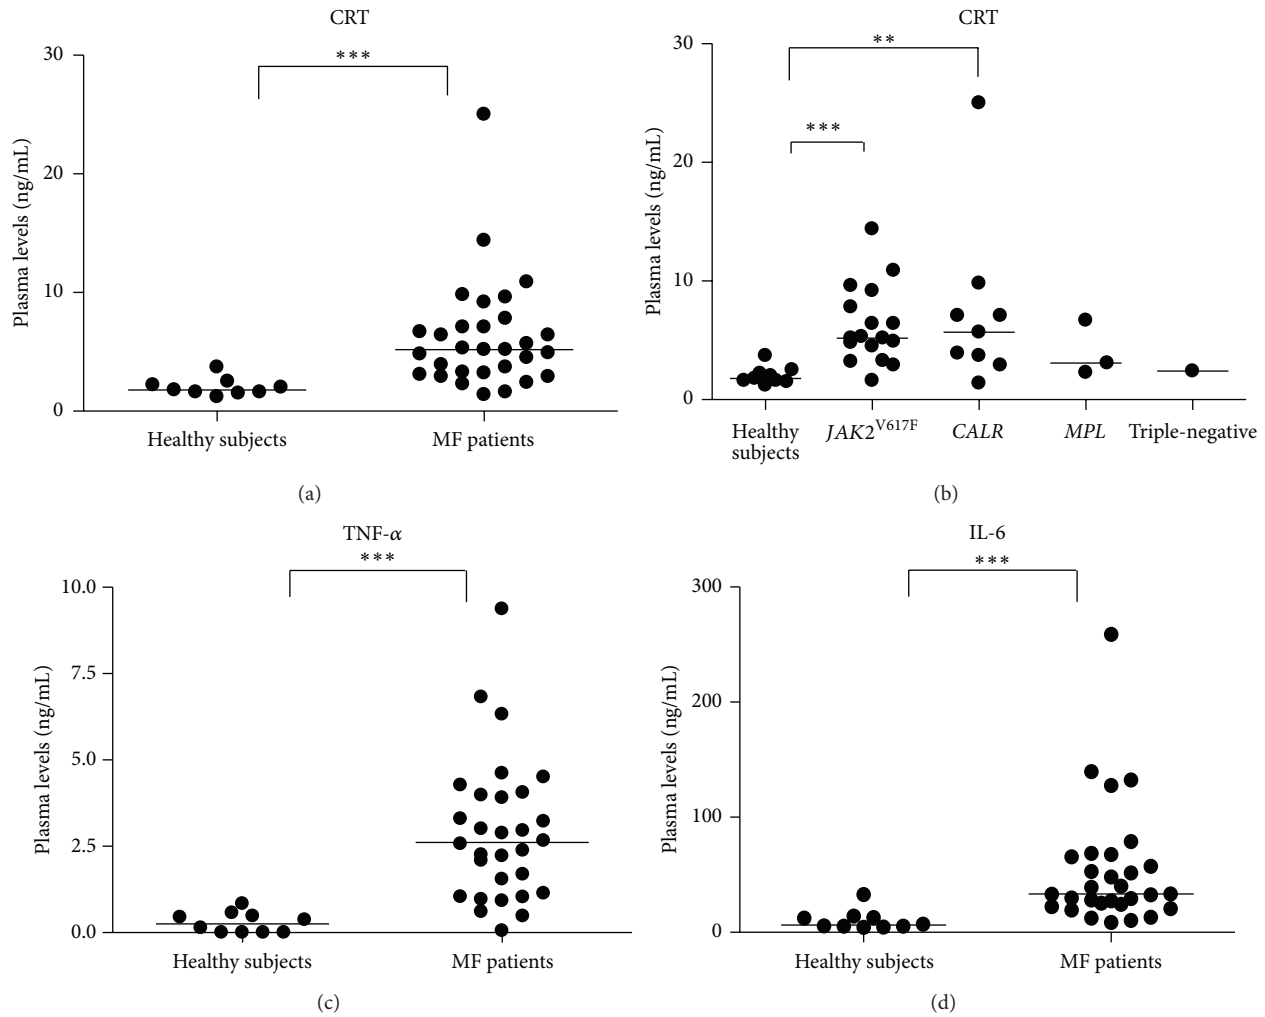 CRT
***
30
20
10
0
Plasma levels (ng/mL)
Healthy subjects
MF patients
(a)
CRT
**
***
30
20
10
0
Plasma levels (ng/mL)
Healthy
subjects
JAK2V617F
CALR
MPL
Triple-negative
(b)
TNF-α
***
10.0
7.5
5.0
2.5
0.0
Plasma levels (ng/mL)
Healthy subjects
MF patients
(c)
IL-6
***
300
200
100
0
Plasma levels (ng/mL)
Healthy subjects
MF patients
(d)